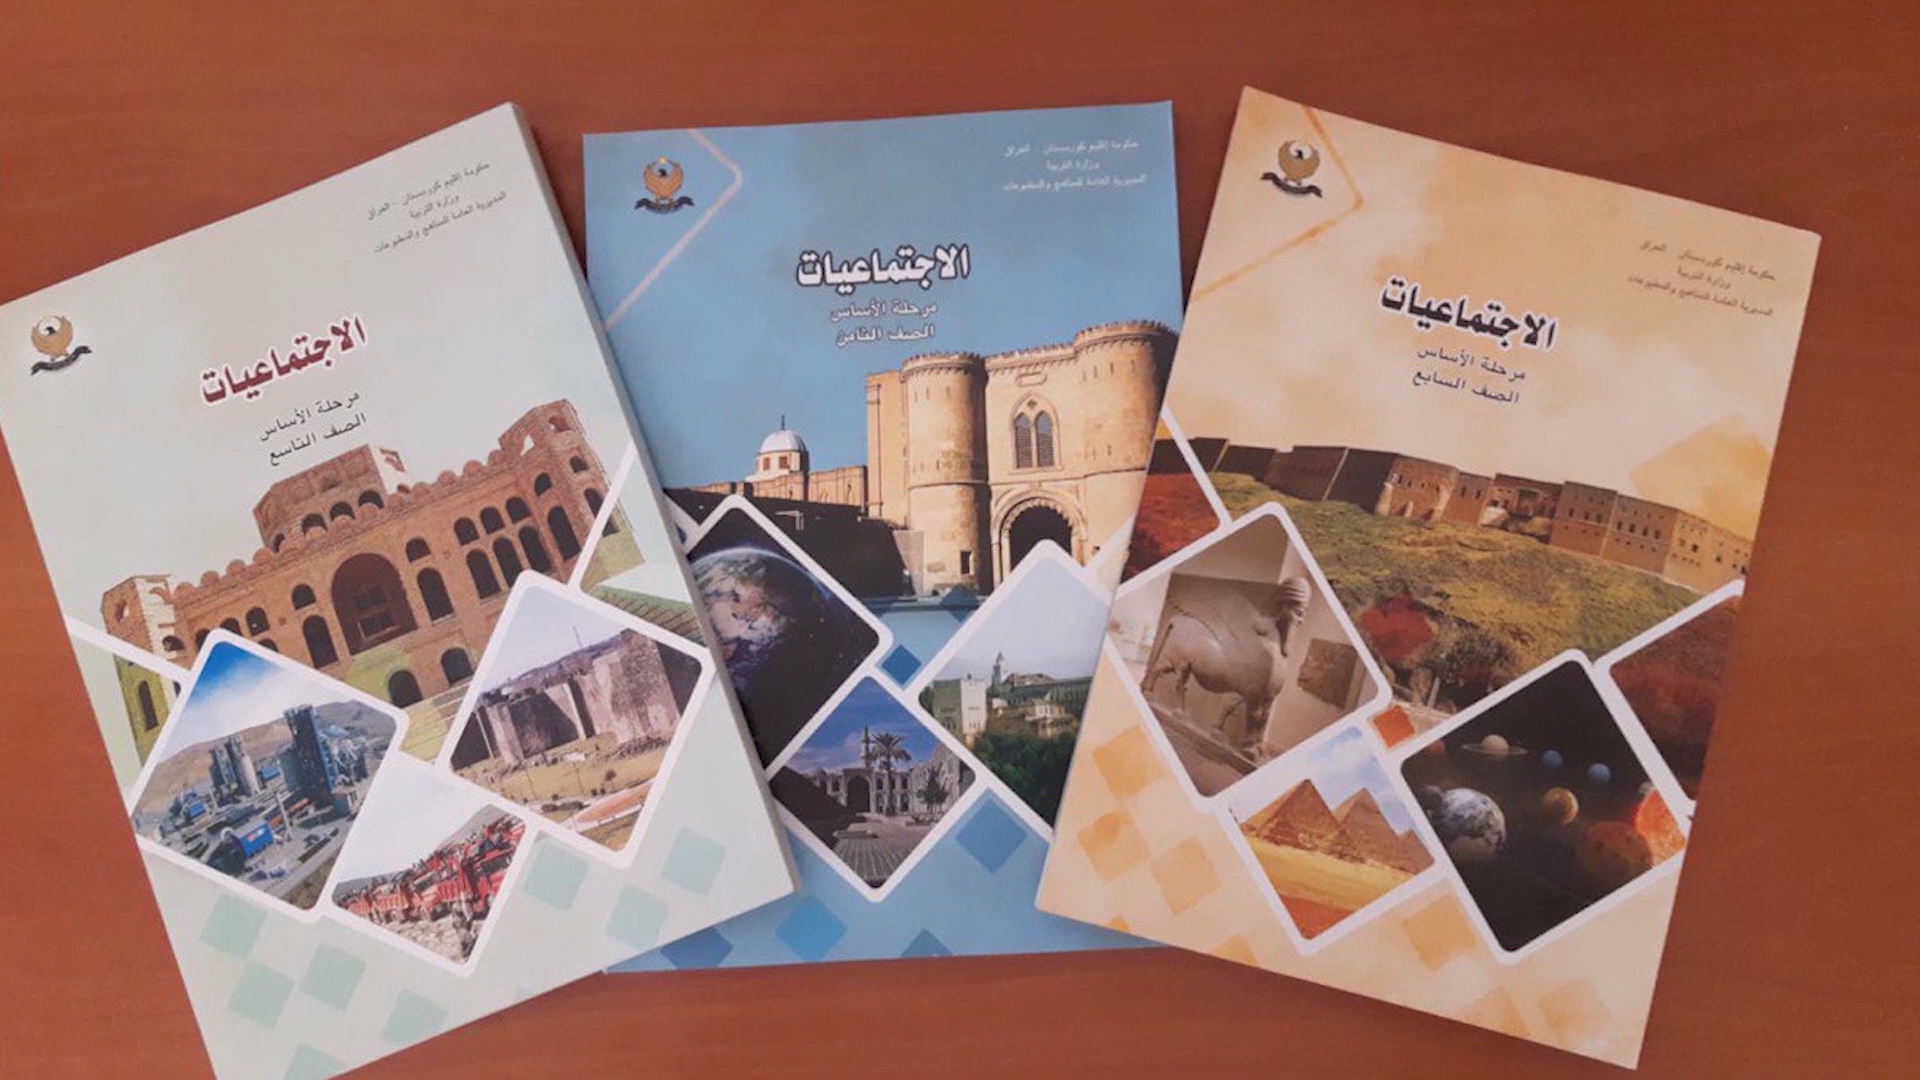 حكومة إقليم كوردستان - العراق
وزارة التربية
المديرية العامة للمناهج والمطبوعات
الاجتماعيات
مرحلة الأساس
الصف التاسع
حكومة إقليم كوردستان - العراق
وزارة التربية
المديرية العامة للمناهج والمطبوعات
الاجتماعيات
مرحلة الأساس
الصف الثامن
حكومة إقليم كوردستان - العراق
وزارة التربية
المديرية العامة للمناهج والمطبوعات
الاجتماعيات
مرحلة الأساس
الصف السابع